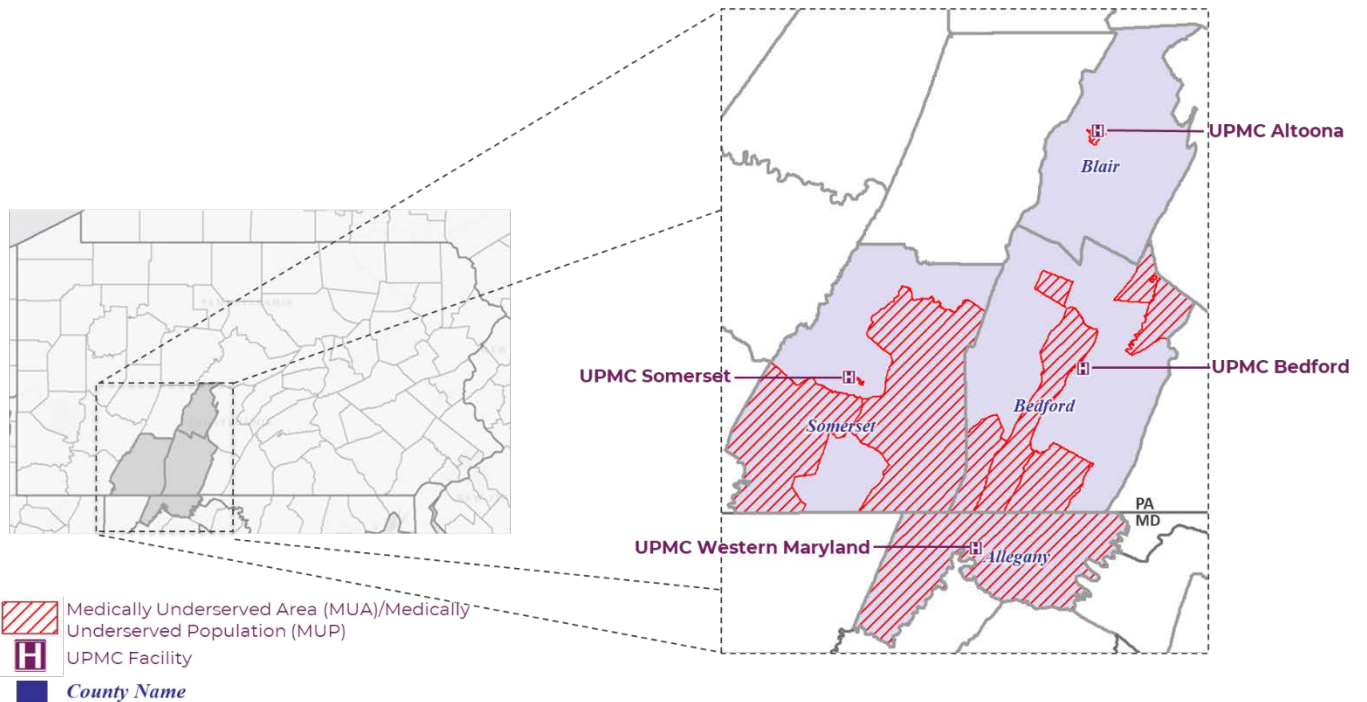 UPMC Altoona
Blair
UPMC Somerset
UPMC Bedford
Bedford
Somerset
PA
MD
UPMC Western Maryland
Allegany
Medically Underserved Area (MUA)/Medically
Underserved Population (MUP)
H UPMC Facility
County Name